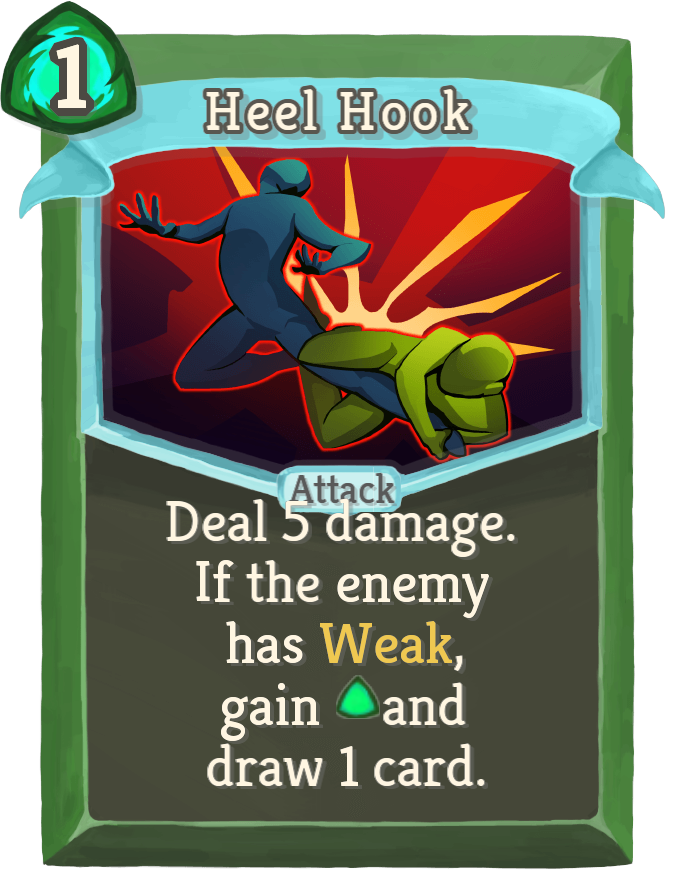 1
Heel Hook
Attack
Deal 5 damage.
If the enemy
has Weak,
gain and
draw 1 card.